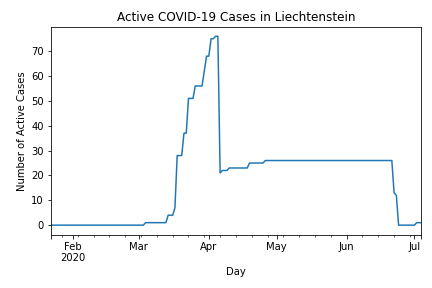 Active COVID-19 Cases in Liechtenstein
Number of Active Cases
70
60
50
40
30
20
10
0
Feb Mar Apr May Jun Jul
2020
Day